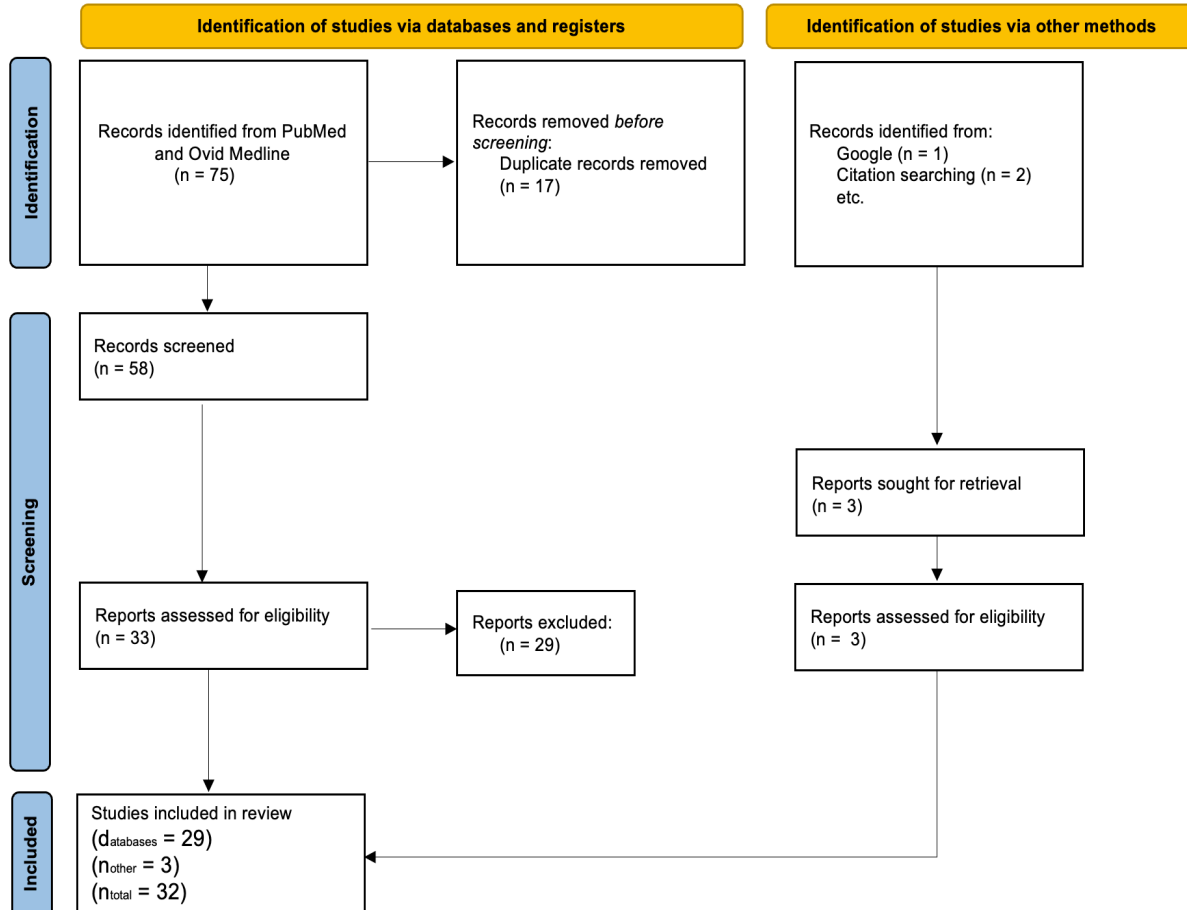 Identification of studies via databases and registers
Identification of studies via other methods
Identification
Records identified from PubMed
and Ovid Medline
(n = 75)
Records removed before
screening:
Duplicate records removed
(n = 17)
Records identified from:
Google (n = 1)
Citation searching (n = 2)
etc.
Screening
Records screened
(n = 58)
Reports sought for retrieval
(n = 3)
Reports assessed for eligibility
(n = 33)
Reports excluded:
(n = 29)
Reports assessed for eligibility
(n = 3)
Included
Studies included in review
(databases = 29)
(nother = 3)
(ntotal = 32)